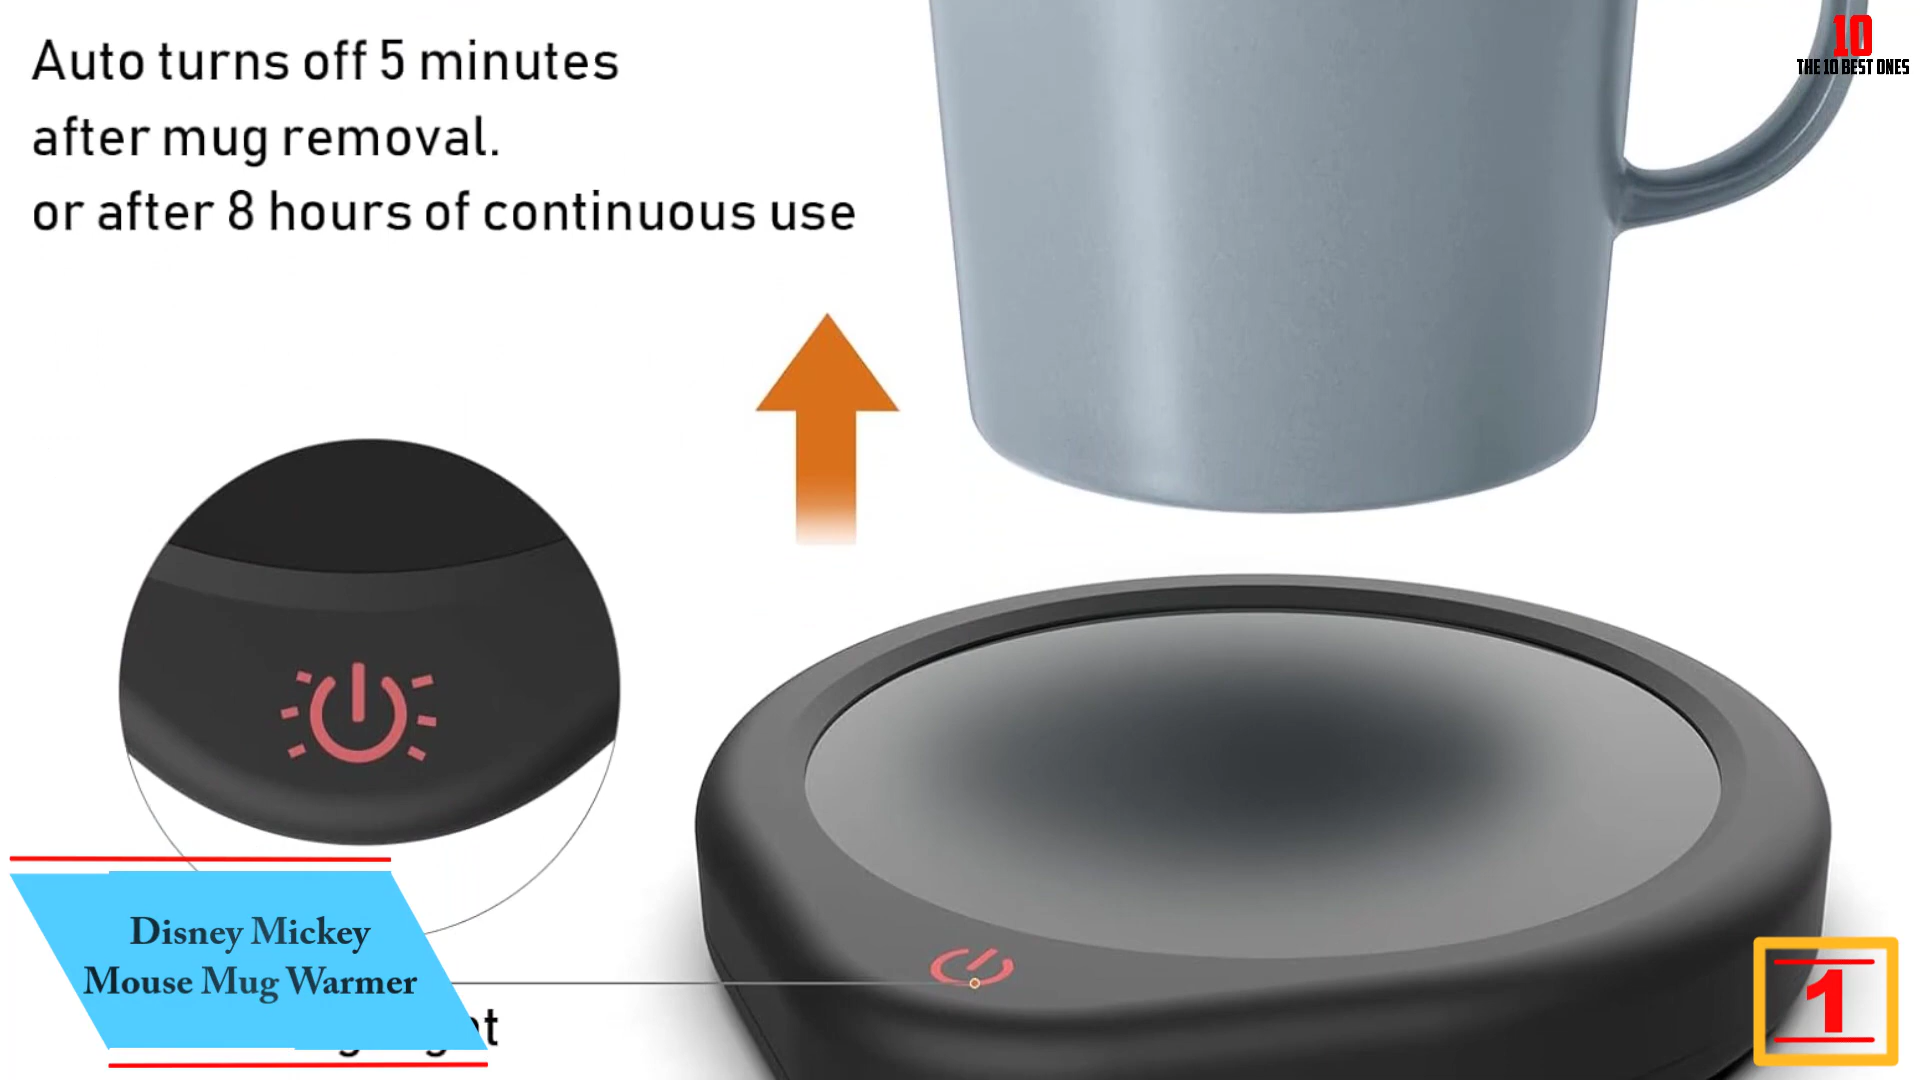 Auto turns off 5 minutes
after mug removal.
or after 8 hours of continuous use
10
THE 10 BEST ONES
Disney Mickey
Mouse Mug Warmer
1